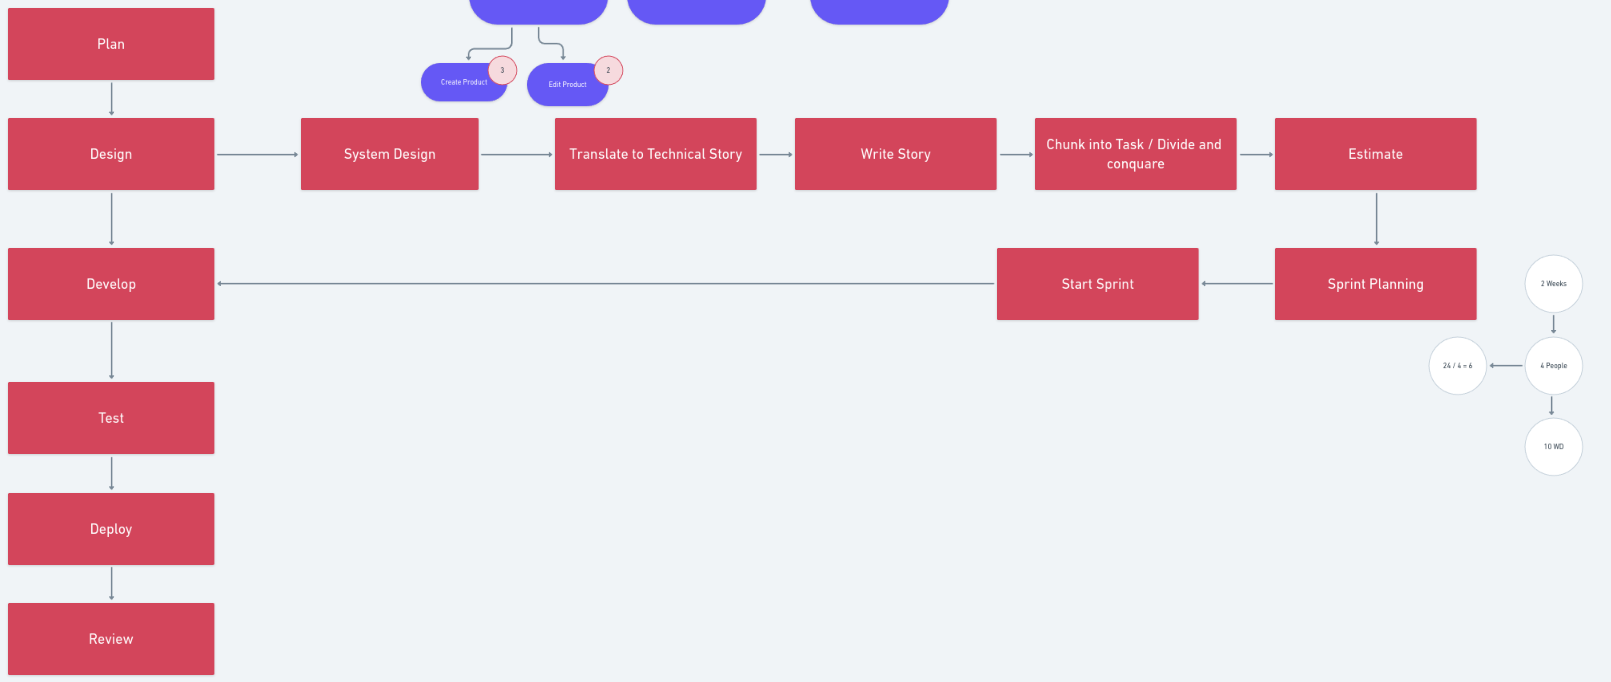 Plan
Create Product
3
Edit Product
2
Design
System Design
Translate to Technical Story
Write Story
Chunk into Task / Divide and
conquare
Estimate
Develop
Start Sprint
Sprint Planning
2 Weeks
24 / 4 = 6
4 People
Test
10 WD
Deploy
Review